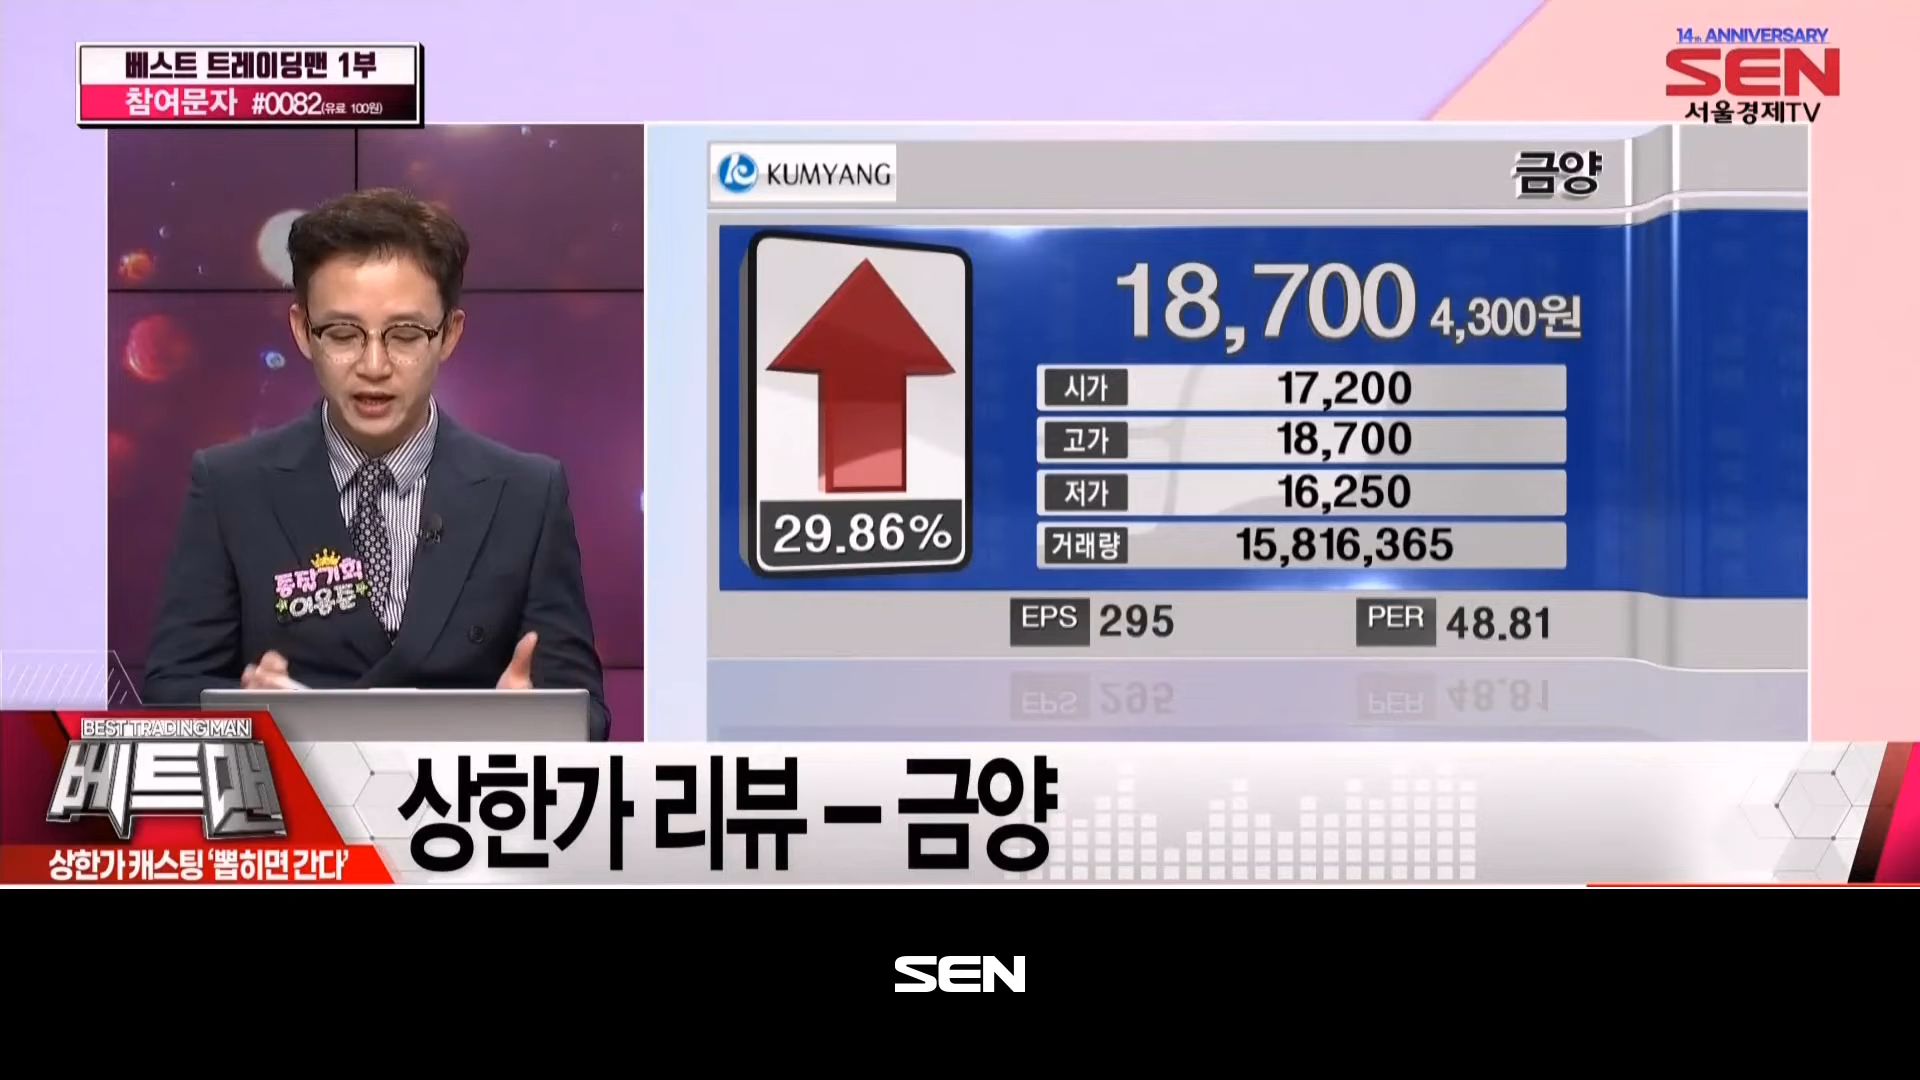 베스트 트레이딩맨 1부
참여문자 #0082(유료 100원)
14th ANNIVERSARY
SEN
서울경제TV
KUMYANG
금양
18,700 4,300원
29.86%
시가 17,200
고가 18,700
저가 16,250
거래량 15,816,365
EPS 295 PER 48.81
이용준
BEST TRADING MAN
베트맨
상한가 캐스팅 '뽑히면 간다'
상한가 리뷰 - 금양
SEN